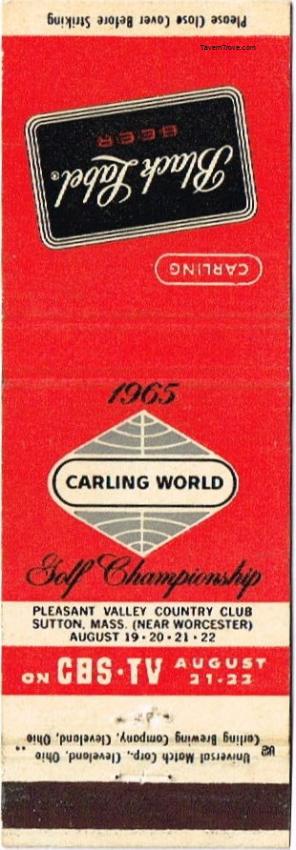 Please Close Cover Before Striking
TavernTrove.com
Black Label®
BEER
CARLING
1965
CARLING WORLD
Golf Championship
PLEASANT VALLEY COUNTRY CLUB
SUTTON, MASS. (NEAR WORCESTER)
AUGUST 19·20·21·22
ON CBS·TV AUGUST
21-22
Carling Brewing Company, Cleveland, Ohio
Universal Match Corp., Cleveland, Ohio